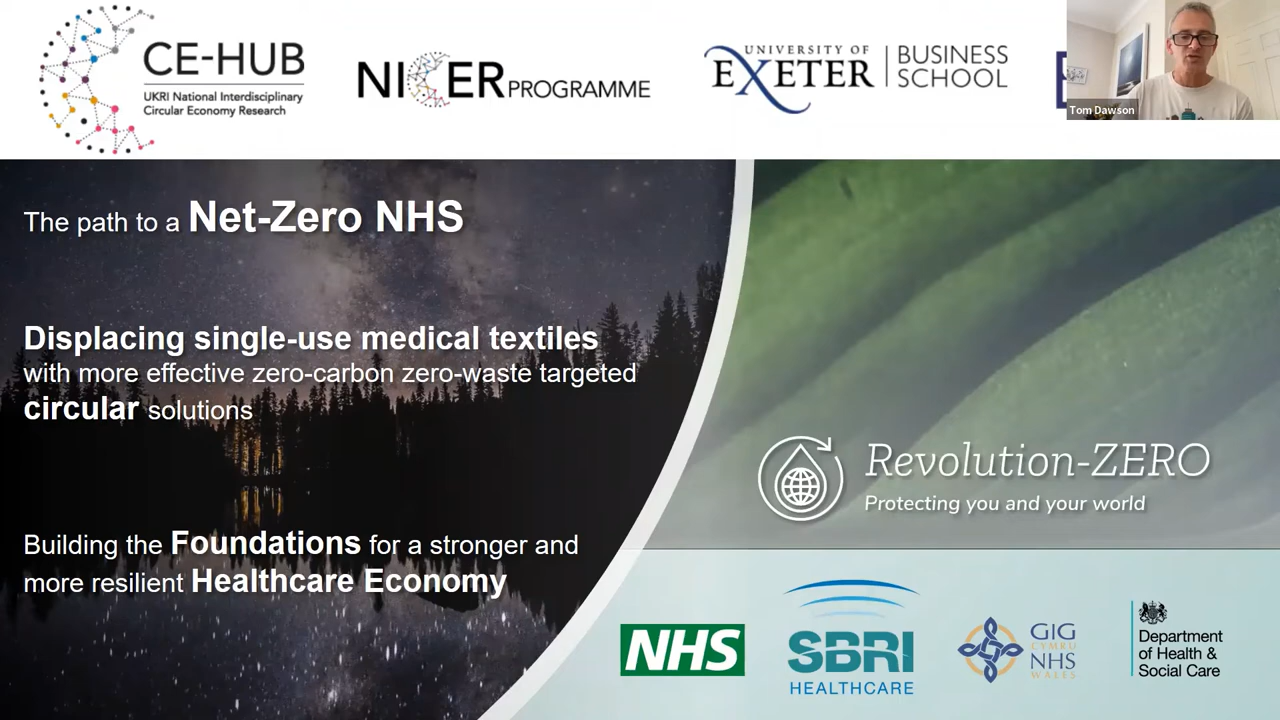 CE-HUB
UKRI National Interdisciplinary
Circular Economy Research
NICER PROGRAMME
UNIVERSITY OF
EXETER
BUSINESS
SCHOOL
Tom Dawson
The path to a Net-Zero NHS
Displacing single-use medical textiles
with more effective zero-carbon zero-waste targeted
circular solutions
Building the Foundations for a stronger and
more resilient Healthcare Economy
Revolution-ZERO
Protecting you and your world
NHS
SBRI
HEALTHCARE
GIG
CYMRU
NHS
WALES
Department
of Health &
Social Care